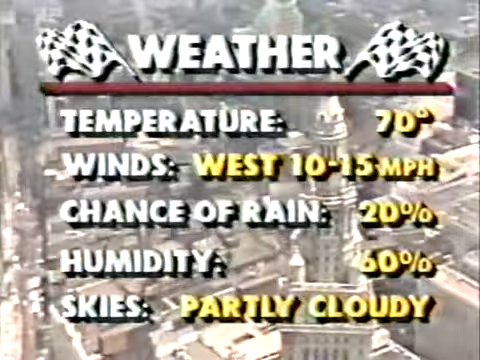 WEATHER
TEMPERATURE: 70°
WINDS: WEST 10-15 MPH
CHANCE OF RAIN: 20%
HUMIDITY: 60%
SKIES: PARTLY CLOUDY